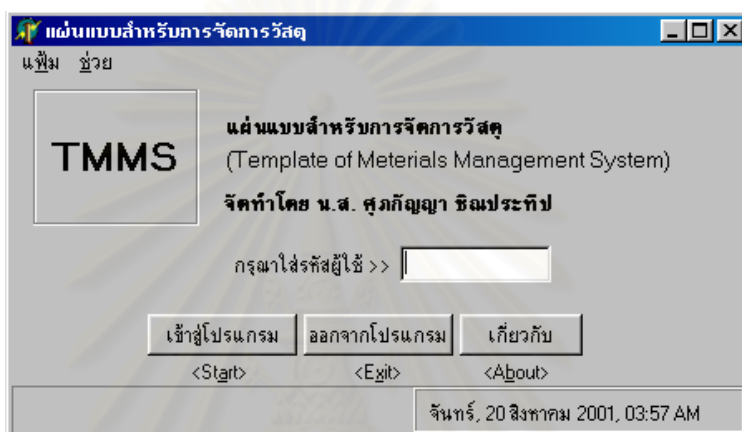 แผ่นแบบสำหรับการจัดการวัสดุ
แฟ้ม ช่วย
TMMS
แผ่นแบบสำหรับการจัดการวัสดุ
(Template of Meterials Management System)
จัดทำโดย น.ส. ศุภกัญญา ชิณประทีป
กรุณาใส่รหัสผู้ใช้ >>
เข้าสู่โปรแกรม ออกจากโปรแกรม เกี่ยวกับ
<Start> <Exit> <About>
จันทร์, 20 สิงหาคม 2001, 03:57 AM